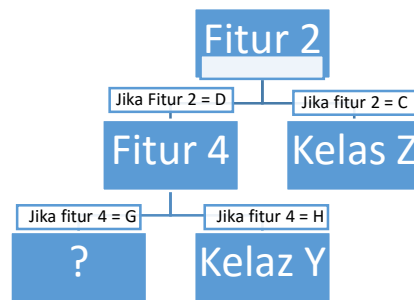 Fitur 2
Jika Fitur 2 = D
Jika fitur 2 = C
Fitur 4
Kelas Z
Jika fitur 4 = G
Jika fitur 4 = H
?
Kelaz Y